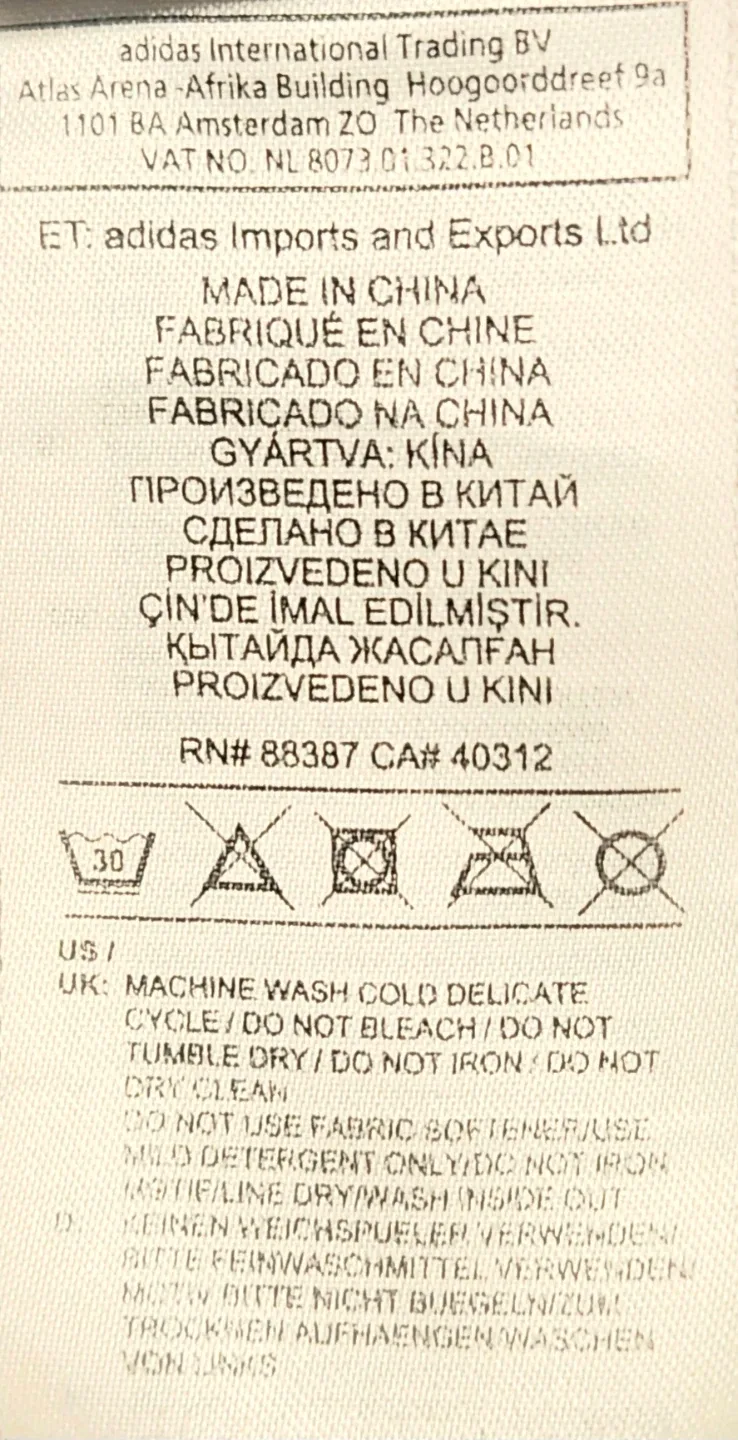 adidas International Trading BV
Atlas Arena -Afrika Building Hoogoorddreef 9a
1101 BA Amsterdam ZO The Netherlands
VAT NO. NL 8073.01.322.B.01
ET: adidas Imports and Exports Ltd
MADE IN CHINA
FABRIQUÉ EN CHINE
FABRICADO EN CHINA
FABRICADO NA CHINA
GYÁRTVA: KÍNA
ПРОИЗВЕДЕНО В КИТАЙ
СДЕЛАНО В КИТАЕ
PROIZVEDENO U KINI
ÇİN'DE İMAL EDİLMİŞTİR.
ҚЫТАЙДА ЖАСАЛҒАН
PROIZVEDENO U KINI
RN# 88387 CA# 40312
30
US /
UK: MACHINE WASH COLD DELICATE
CYCLE / DO NOT BLEACH / DO NOT
TUMBLE DRY / DO NOT IRON / DO NOT
DRY CLEAN
DO NOT USE FABRIC SOFTENER/USE
MILD DETERGENT ONLY/DO NOT IRON
MOTIF/LINE DRY/WASH INSIDE OUT
D: KEINEN WEICHSPUELER VERWENDEN/
BITTE FEINWASCHMITTEL VERWENDEN/
MOTIV BITTE NICHT BUEGELN/ZUM
TROCKNEN AUFHAENGEN/WASCHEN
VON LINKS